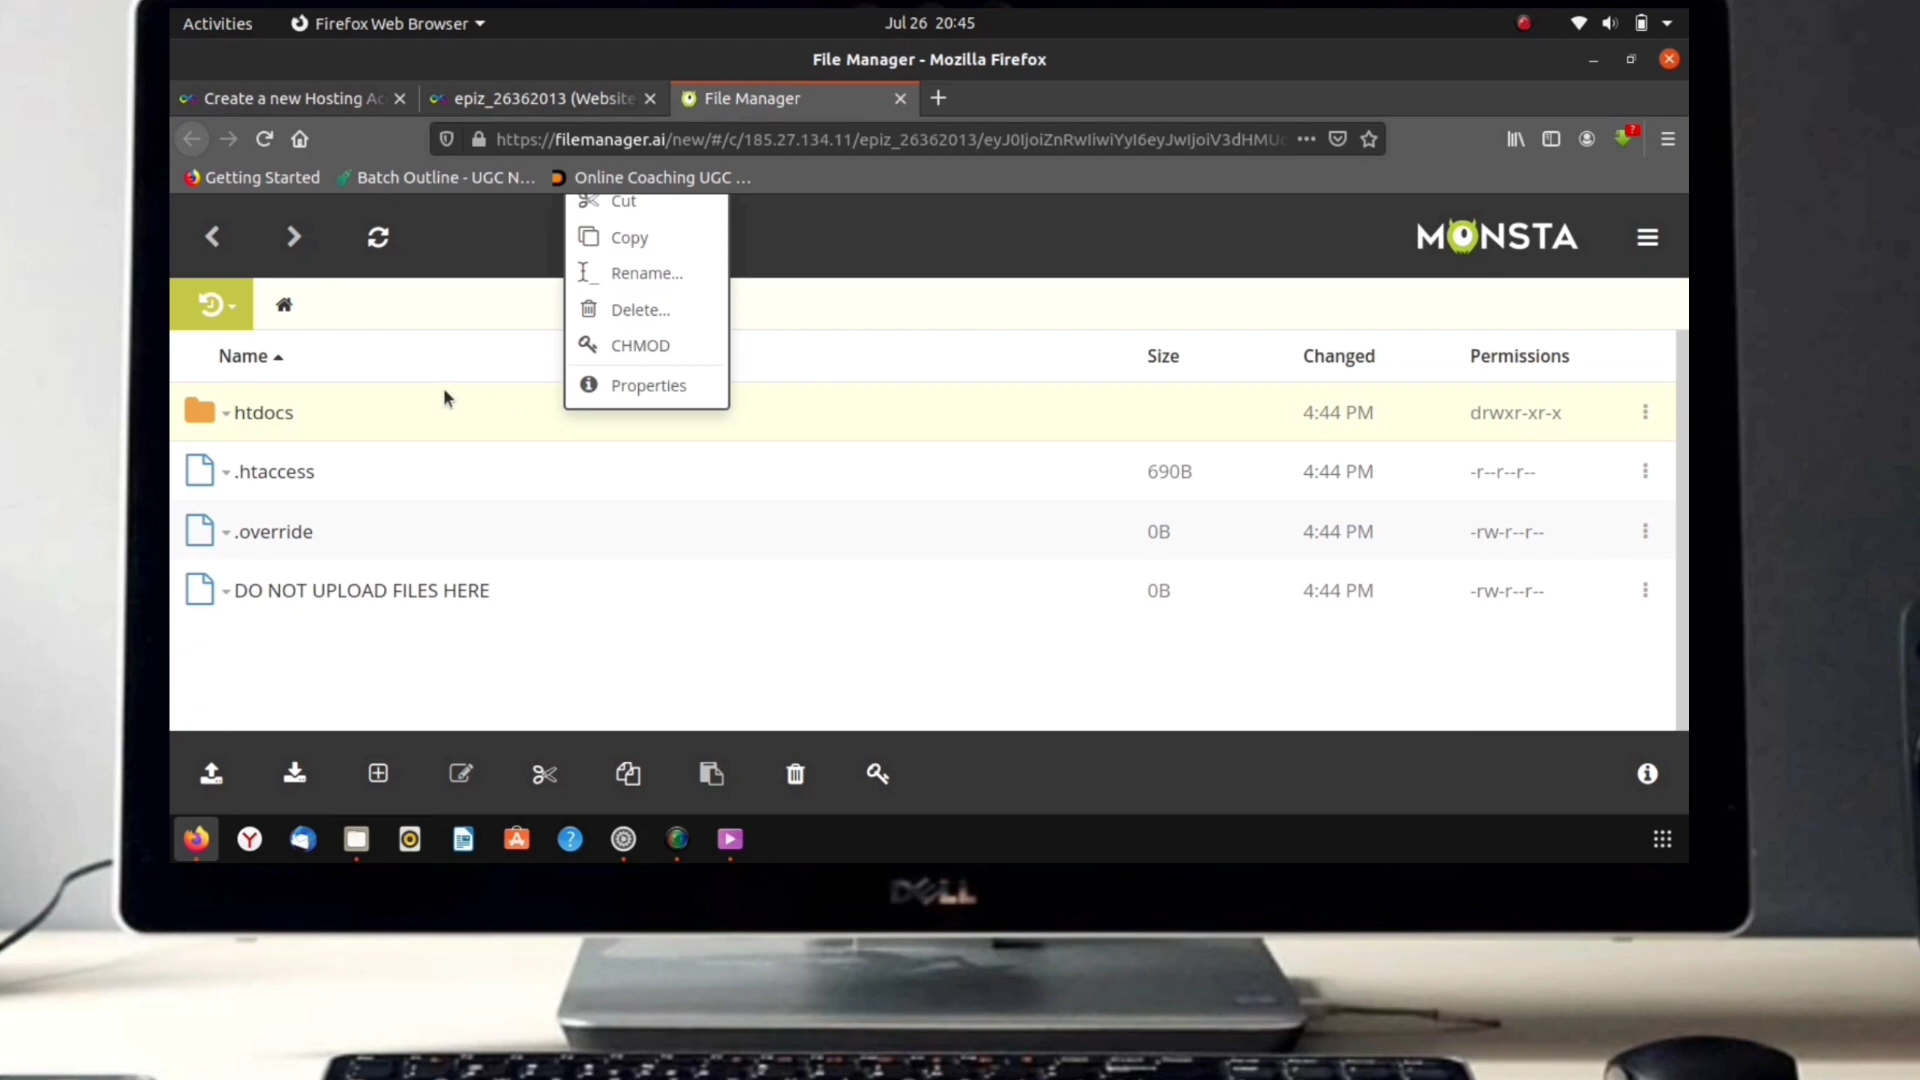 Activities Firefox Web Browser Jul 26 20:45
File Manager - Mozilla Firefox
Create a new Hosting Ac epiz_26362013 (Website File Manager
https://filemanager.ai/new/#/c/185.27.134.11/epiz_26362013/eyJ0IjoiZnRwIiwiYyI6eyJwIjoiV3dHMU
Getting Started Batch Outline - UGC N... Online Coaching UGC ...
Cut
Copy
MONSTA
Rename...
Delete...
CHMOD
Properties
Name Size Changed Permissions
htdocs 4:44 PM drwxr-xr-x
.htaccess 690B 4:44 PM -r--r--r--
.override 0B 4:44 PM -rw-r--r--
DO NOT UPLOAD FILES HERE 0B 4:44 PM -rw-r--r--
DELL